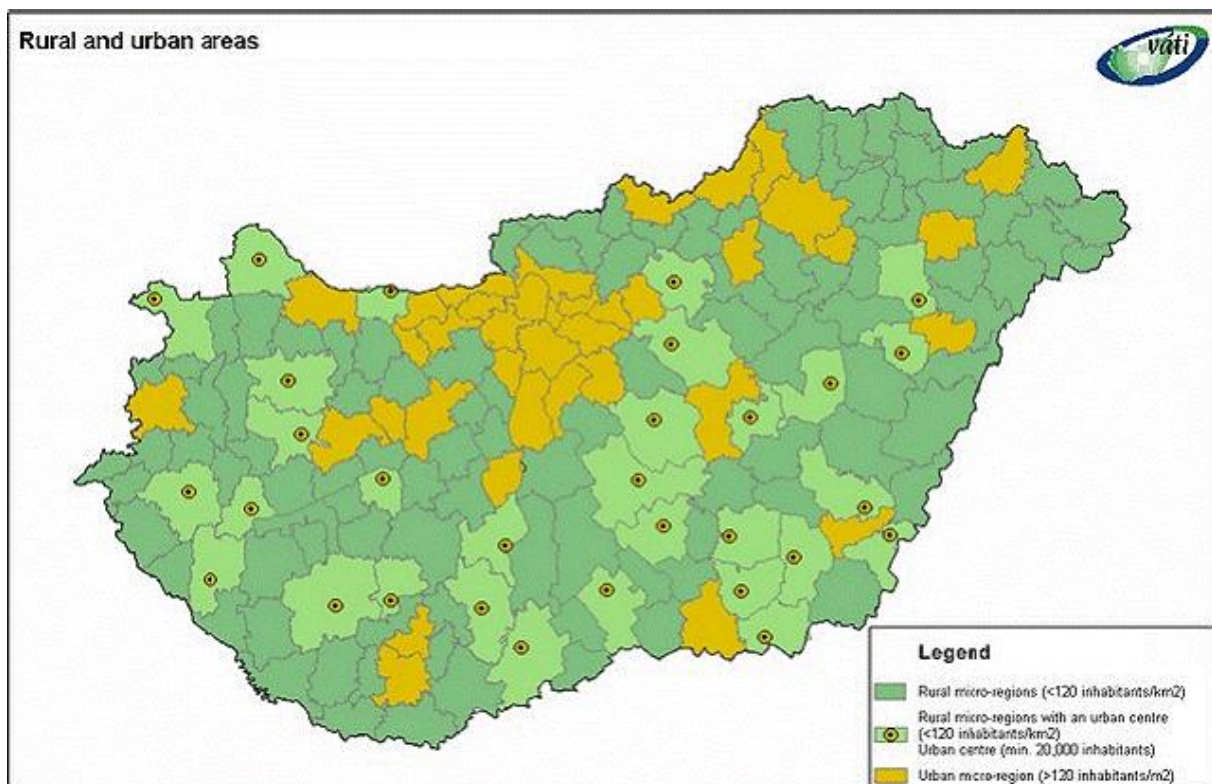 Rural and urban areas
váti
Legend
Rural micro-regions (<120 inhabitants/km2)
Rural micro-regions with an urban centre
(<120 inhabitants/km2)
Urban centre (min. 20,000 inhabitants)
Urban micro-region (>120 inhabitants/m2)